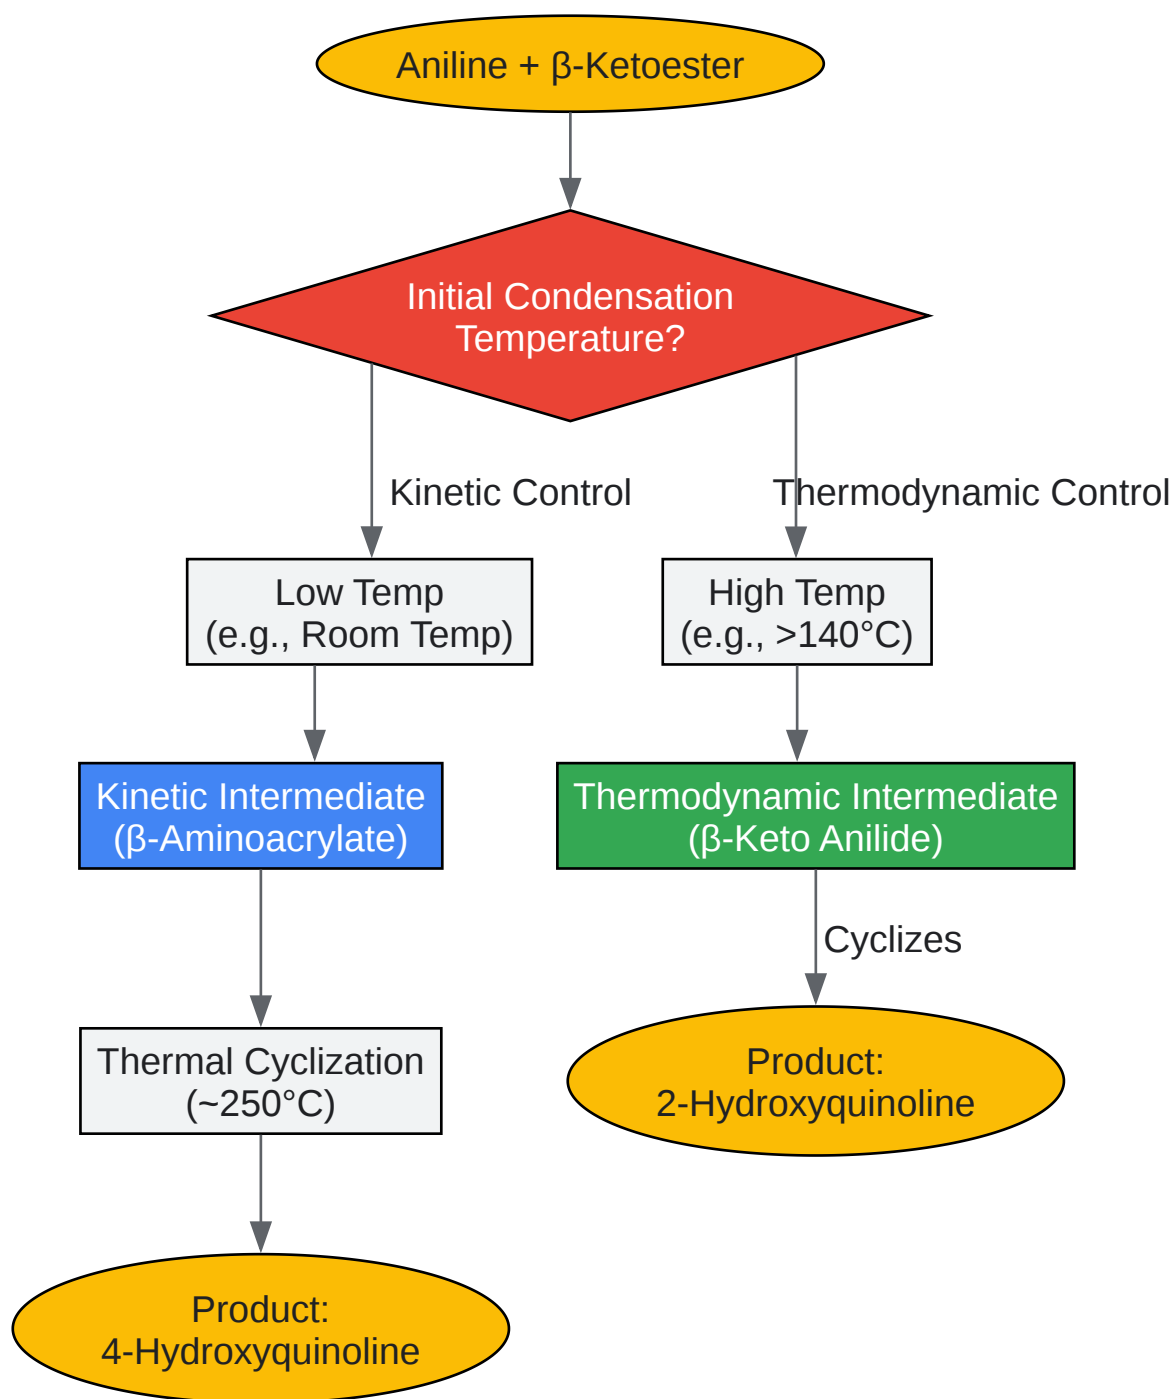 Aniline + β-Ketoester
Initial Condensation
Temperature?
Kinetic Control
Thermodynamic Control
Low Temp
(e.g., Room Temp)
High Temp
(e.g., >140°C)
Kinetic Intermediate
(β-Aminoacrylate)
Thermodynamic Intermediate
(β-Keto Anilide)
Cyclizes
Thermal Cyclization
(~250°C)
Product:
2-Hydroxyquinoline
Product:
4-Hydroxyquinoline